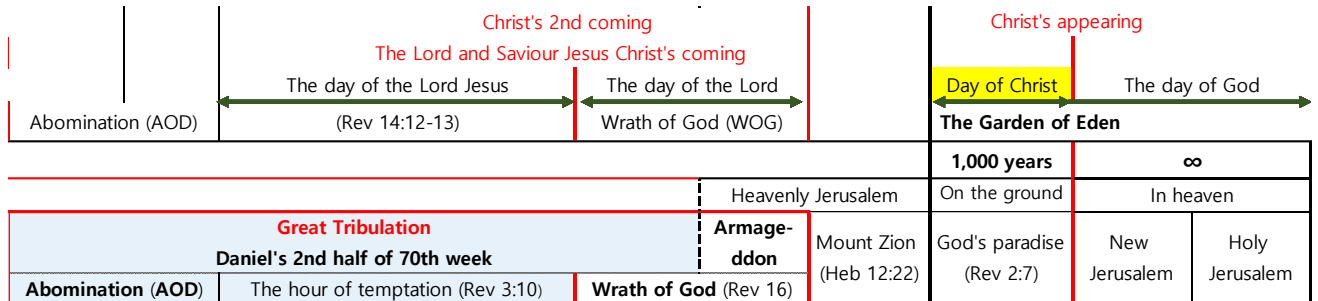 Christ's 2nd coming
Christ's appearing
The Lord and Saviour Jesus Christ's coming
The day of the Lord Jesus
The day of the Lord
Day of Christ
The day of God
Abomination (AOD)
(Rev 14:12-13)
Wrath of God (WOG)
The Garden of Eden
1,000 years
∞
Heavenly Jerusalem
On the ground
In heaven
Great Tribulation
Daniel's 2nd half of 70th week
Armage-
ddon
Mount Zion
(Heb 12:22)
God's paradise
(Rev 2:7)
New
Jerusalem
Holy
Jerusalem
Abomination (AOD)
The hour of temptation (Rev 3:10)
Wrath of God (Rev 16)